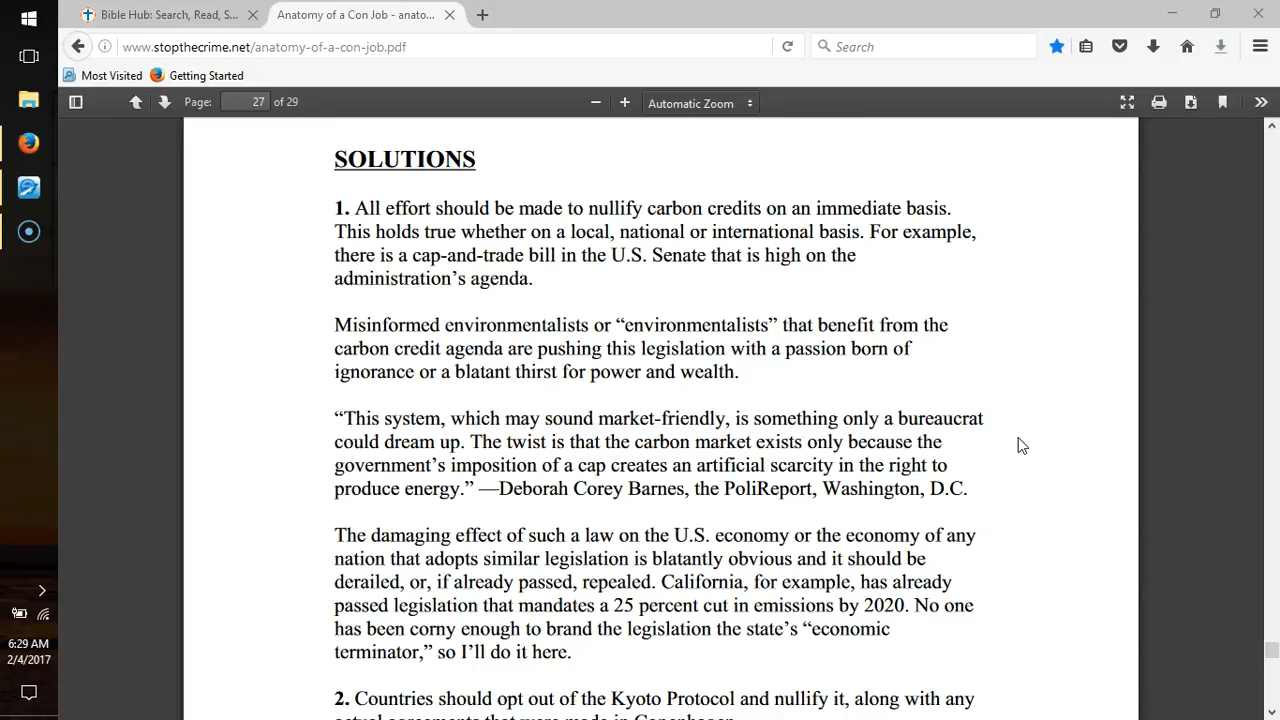 Bible Hub: Search, Read, S...
Anatomy of a Con Job - anato...
www.stopthecrime.net/anatomy-of-a-con-job.pdf
Search
Most Visited
Getting Started
Page: 27 of 29
Automatic Zoom
SOLUTIONS
1. All effort should be made to nullify carbon credits on an immediate basis.
This holds true whether on a local, national or international basis. For example,
there is a cap-and-trade bill in the U.S. Senate that is high on the
administration’s agenda.
Misinformed environmentalists or “environmentalists” that benefit from the
carbon credit agenda are pushing this legislation with a passion born of
ignorance or a blatant thirst for power and wealth.
“This system, which may sound market-friendly, is something only a bureaucrat
could dream up. The twist is that the carbon market exists only because the
government’s imposition of a cap creates an artificial scarcity in the right to
produce energy.” —Deborah Corey Barnes, the PoliReport, Washington, D.C.
The damaging effect of such a law on the U.S. economy or the economy of any
nation that adopts similar legislation is blatantly obvious and it should be
derailed, or, if already passed, repealed. California, for example, has already
passed legislation that mandates a 25 percent cut in emissions by 2020. No one
has been corny enough to brand the legislation the state’s “economic
terminator,” so I’ll do it here.
2. Countries should opt out of the Kyoto Protocol and nullify it, along with any
actual agreements that were made in Copenhagen.
6:29 AM
2/4/2017